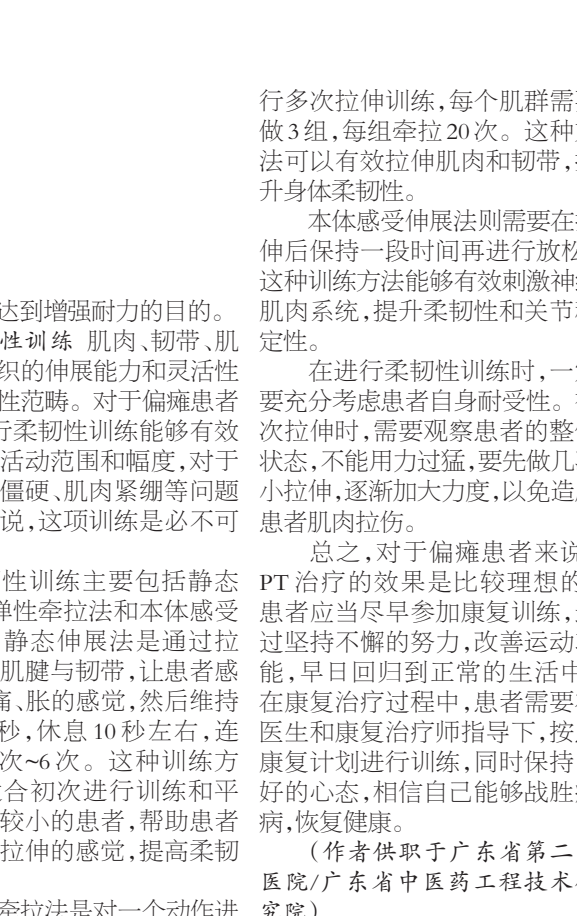 达到增强耐力的目的。
性训练 肌肉、韧带、肌
织的伸展能力和灵活性
性范畴。对于偏瘫患者
行柔韧性训练能够有效
活动范围和幅度,对于
僵硬、肌肉紧绷等问题
说,这项训练是必不可
性训练主要包括静态
弹性牵拉法和本体感受
静态伸展法是通过拉
肌腱与韧带,让患者感
痛、胀的感觉,然后维持
秒,休息10秒左右,连
次~6次。这种训练方
合初次进行训练和平
较小的患者,帮助患者
拉伸的感觉,提高柔韧
牵拉法是对一个动作进
行多次拉伸训练,每个肌群需
做3组,每组牵拉20次。这种
法可以有效拉伸肌肉和韧带,
升身体柔韧性。
本体感受伸展法则需要在
伸后保持一段时间再进行放松
这种训练方法能够有效刺激神经
肌肉系统,提升柔韧性和关节
定性。
在进行柔韧性训练时,一
要充分考虑患者自身耐受性。
次拉伸时,需要观察患者的整
状态,不能用力过猛,要先做几
小拉伸,逐渐加大力度,以免造
患者肌肉拉伤。
总之,对于偏瘫患者来说
PT治疗的效果是比较理想的
患者应当尽早参加康复训练,
过坚持不懈的努力,改善运动
能,早日回归到正常的生活中
在康复治疗过程中,患者需要
医生和康复治疗师指导下,按
康复计划进行训练,同时保持
好的心态,相信自己能够战胜
病,恢复健康。
(作者供职于广东省第二
医院/广东省中医药工程技术
究院)